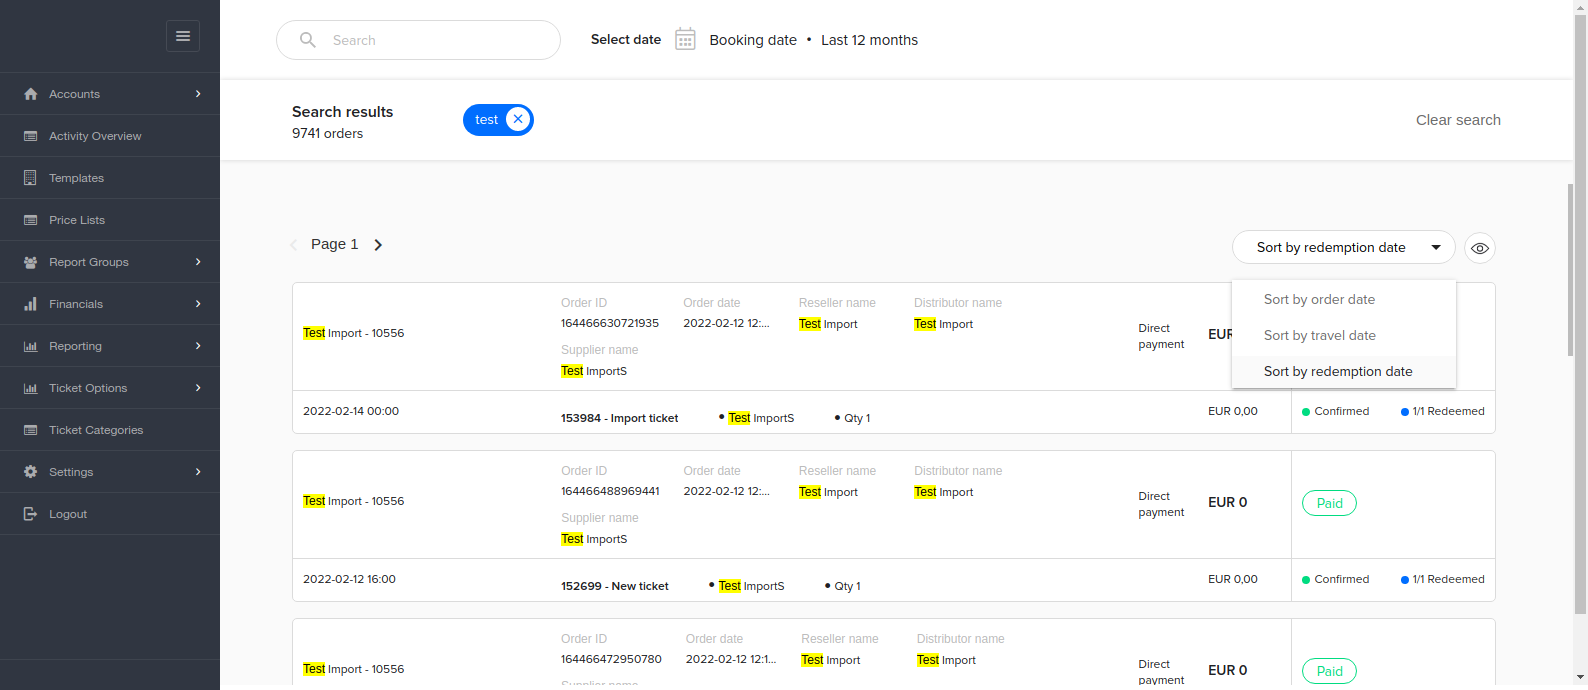 Search
Select date
Booking date • Last 12 months
Accounts
Activity Overview
Templates
Price Lists
Report Groups
Financials
Reporting
Ticket Options
Ticket Categories
Settings
Logout
Search results
9741 orders
test
Clear search
Page 1
Sort by redemption date
Sort by order date
Sort by travel date
Sort by redemption date
Test Import - 10556
Order ID Order date Reseller name Distributor name
164466630721935 2022-02-12 12:... Test Import Test Import
Supplier name
Test ImportS
Direct
payment
EUR
2022-02-14 00:00 153984 - Import ticket • Test ImportS • Qty 1 EUR 0,00 Confirmed 1/1 Redeemed
Test Import - 10556
Order ID Order date Reseller name Distributor name
164466488969441 2022-02-12 12:... Test Import Test Import
Supplier name
Test ImportS
Direct
payment
EUR 0
Paid
2022-02-12 16:00 152699 - New ticket • Test ImportS • Qty 1 EUR 0,00 Confirmed 1/1 Redeemed
Test Import - 10556
Order ID Order date Reseller name Distributor name
164466472950780 2022-02-12 12:1... Test Import Test Import
Supplier name
Direct
payment
EUR 0
Paid